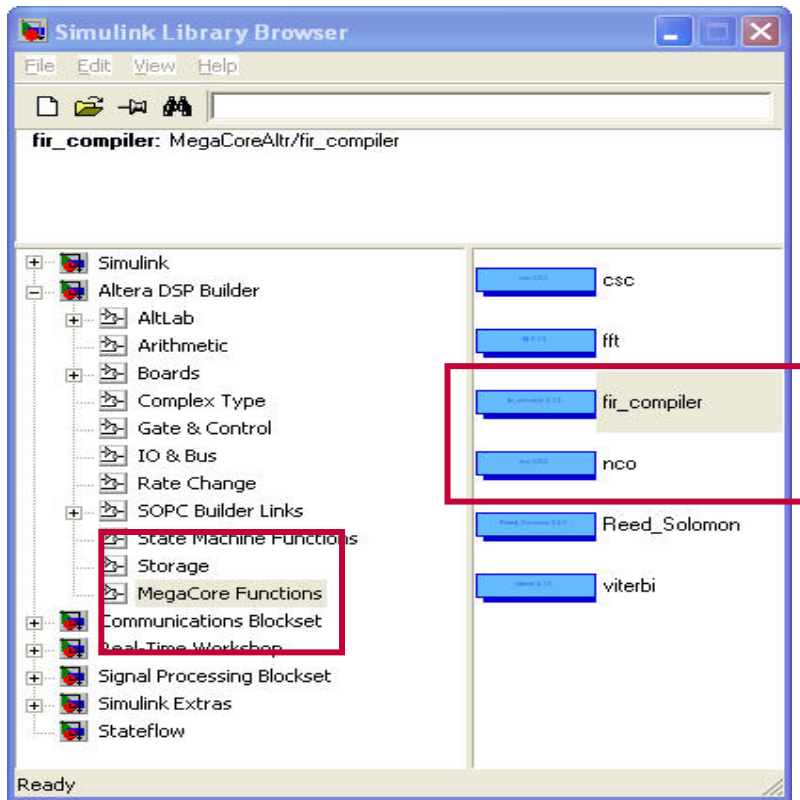 Simulink Library Browser
File Edit View Help
fir_compiler: MegaCoreAltr/fir_compiler
Simulink
Altera DSP Builder
AltLab
Arithmetic
Boards
Complex Type
Gate & Control
IO & Bus
Rate Change
SOPC Builder Links
State Machine Functions
Storage
MegaCore Functions
Communications Blockset
Real-Time Workshop
Signal Processing Blockset
Simulink Extras
Stateflow
csc
fft
fir_compiler
nco
Reed_Solomon
viterbi
Ready